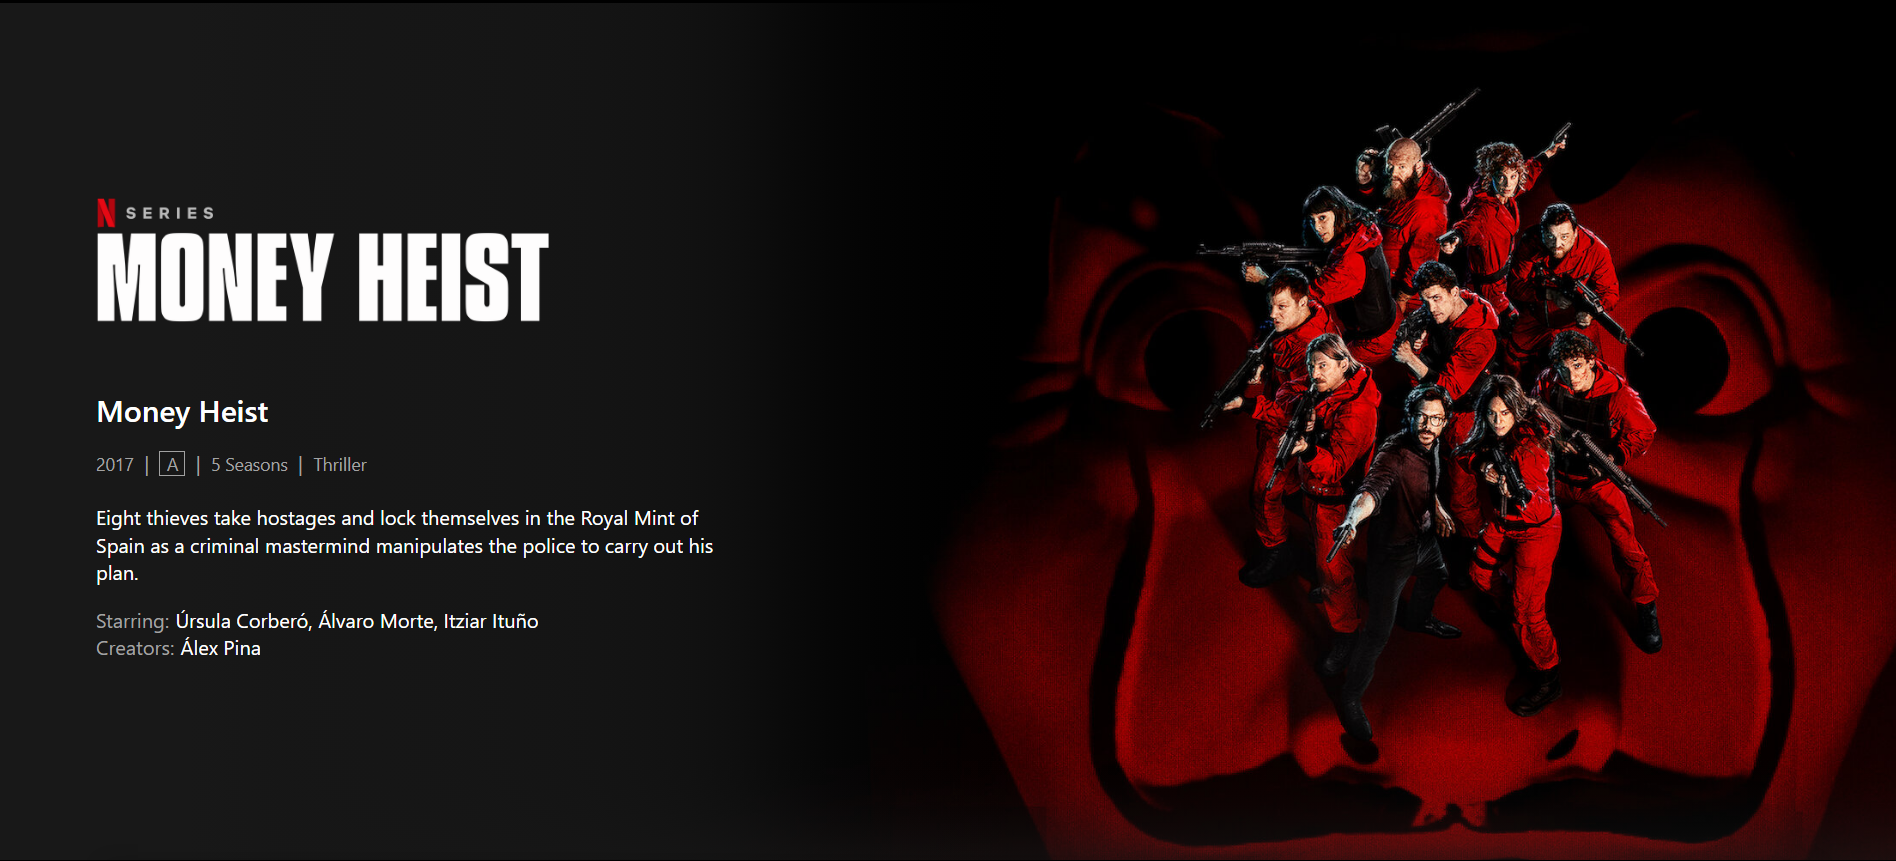 N SERIES
MONEY HEIST
Money Heist
2017 | A | 5 Seasons | Thriller
Eight thieves take hostages and lock themselves in the Royal Mint of
Spain as a criminal mastermind manipulates the police to carry out his
plan.
Starring: Úrsula Corberó, Álvaro Morte, Itziar Ituño
Creators: Álex Pina